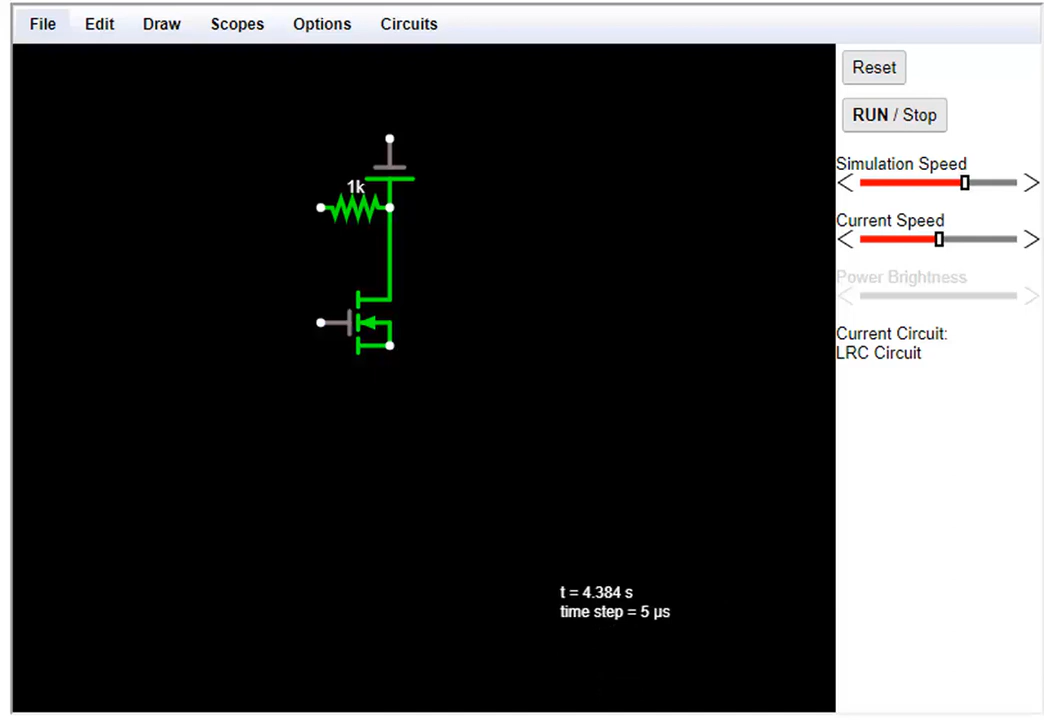 File Edit Draw Scopes Options Circuits
Reset
RUN / Stop
Simulation Speed
Current Speed
Power Brightness
Current Circuit:
LRC Circuit
1k
t = 4.384 s
time step = 5 µs